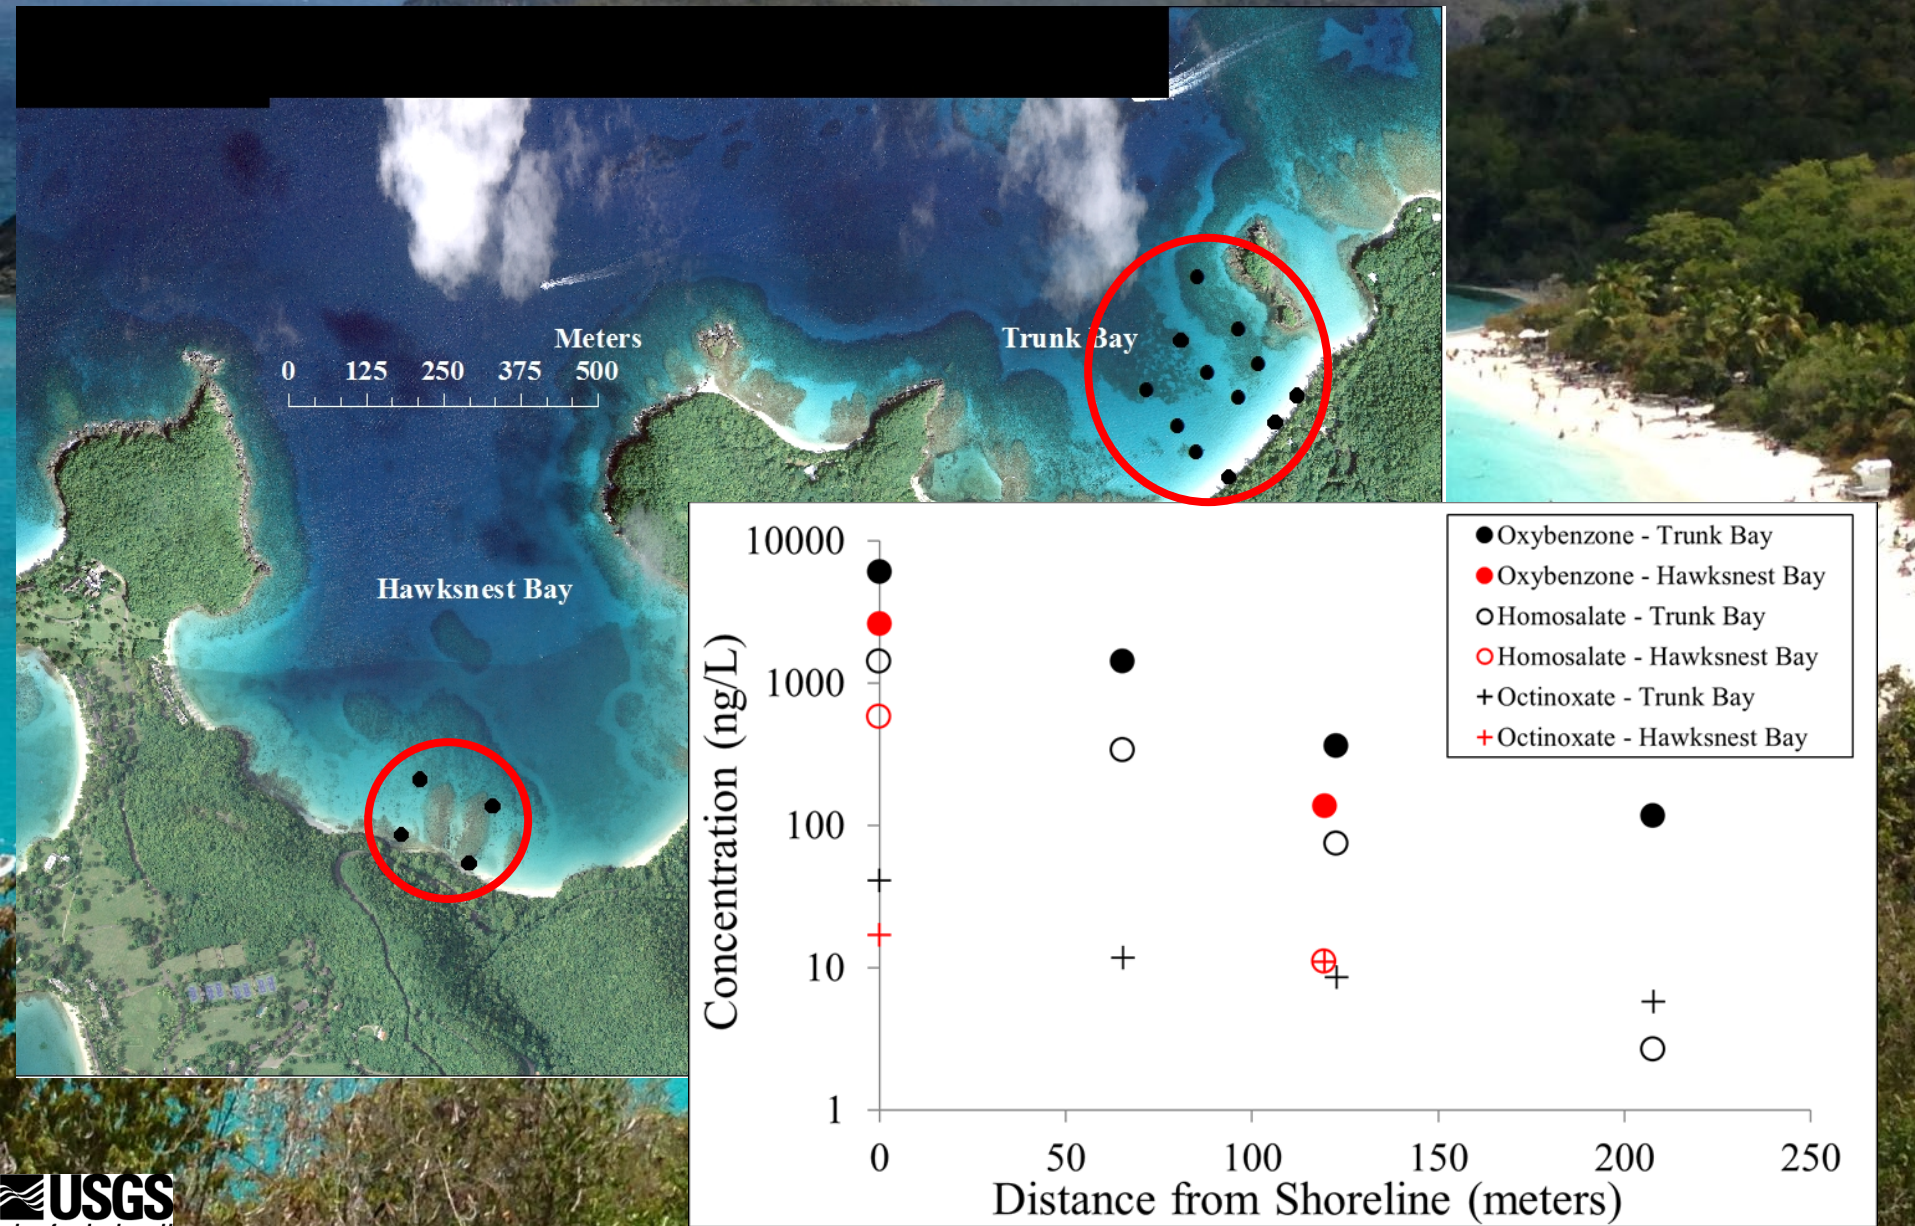 Meters
0 125 250 375 500
Trunk Bay
Hawksnest Bay
Oxybenzone - Trunk Bay
Oxybenzone - Hawksnest Bay
Homosalate - Trunk Bay
Homosalate - Hawksnest Bay
Octinoxate - Trunk Bay
Octinoxate - Hawksnest Bay
Concentration (ng/L)
10000
1000
100
10
1
0 50 100 150 200 250
Distance from Shoreline (meters)
USGS